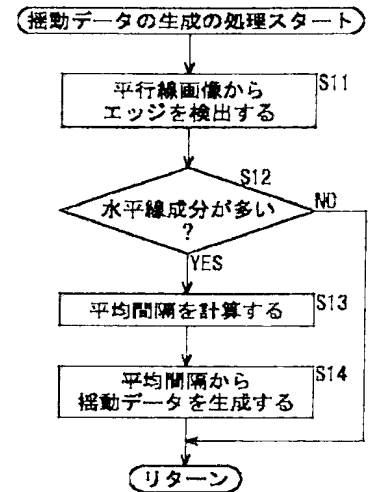 揺動データの生成の処理スタート
S11
平行線画像から
エッジを検出する
S12
水平線成分が多い
?
NO
YES
平均間隔を計算する
S13
平均間隔から
揺動データを生成する
S14
リターン